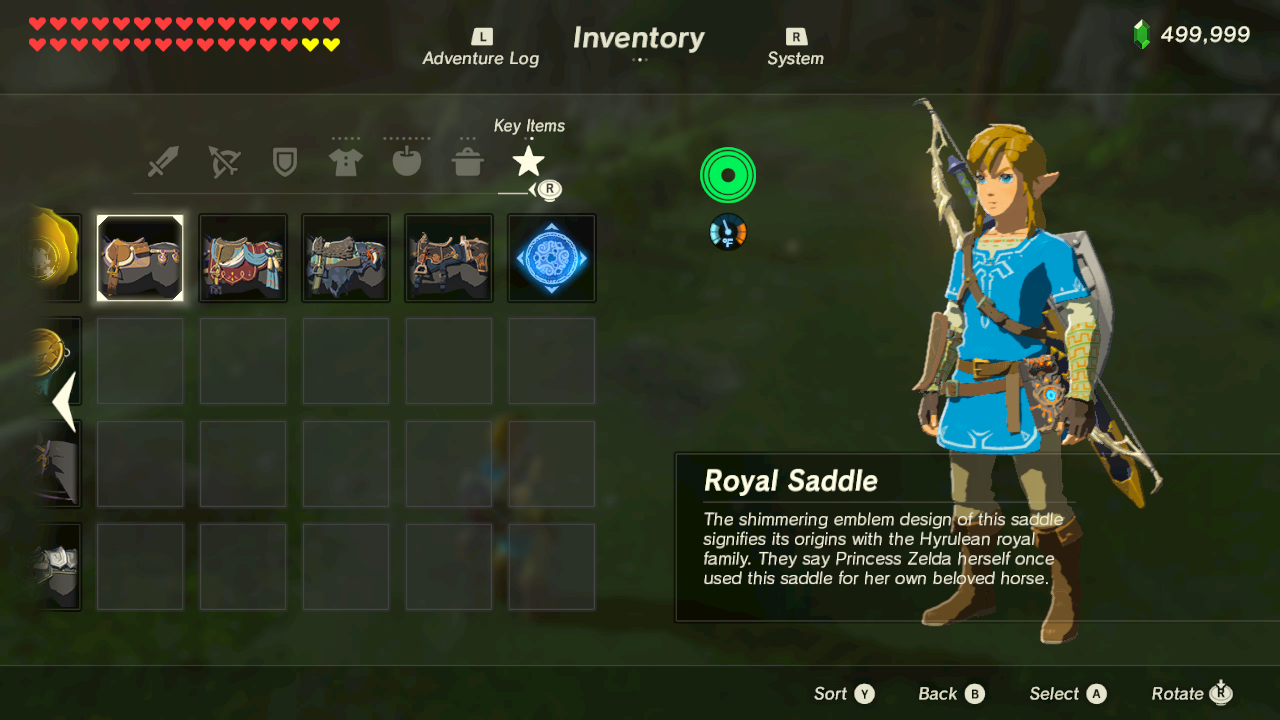 L
Adventure Log
Inventory
R
System
499,999
Key Items
R
°F
Royal Saddle
The shimmering emblem design of this saddle
signifies its origins with the Hyrulean royal
family. They say Princess Zelda herself once
used this saddle for her own beloved horse.
Sort Y
Back B
Select A
Rotate R